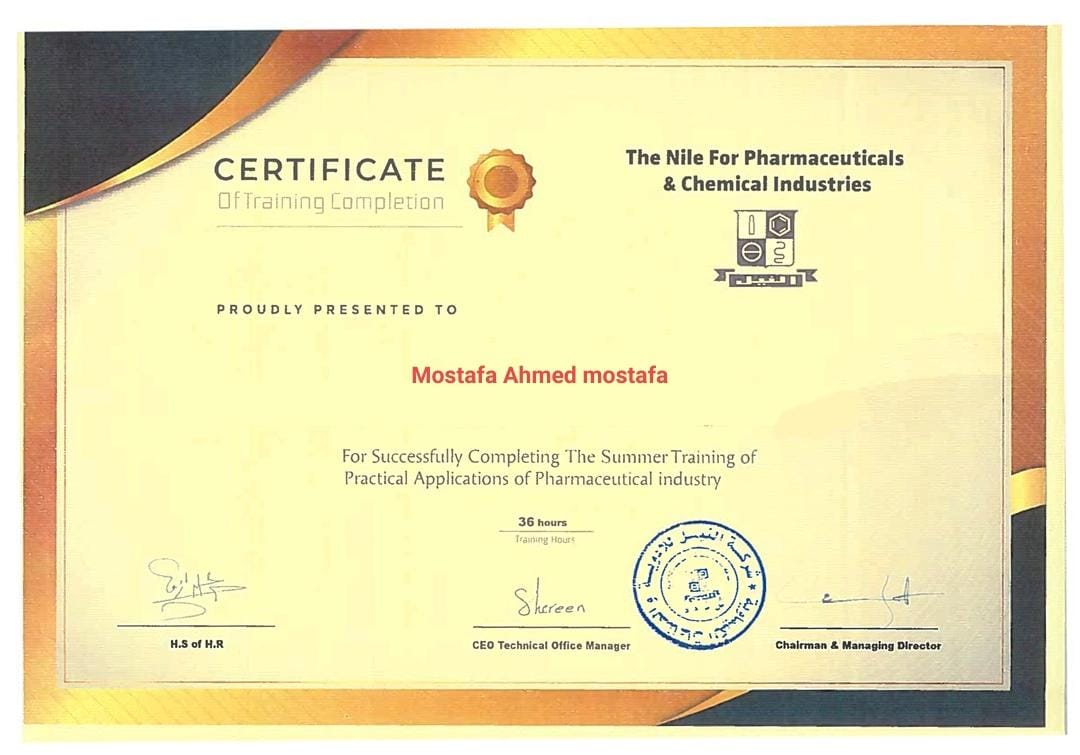 CERTIFICATE
Of Training Completion
The Nile For Pharmaceuticals
& Chemical Industries
النيل
PROUDLY PRESENTED TO
Mostafa Ahmed mostafa
For Successfully Completing The Summer Training of
Practical Applications of Pharmaceutical industry
36 hours
Training Hours
شركة النيل للأدوية
و الصناعات الكيماوية
Shereen
H.S of H.R
CEO Technical Office Manager
Chairman & Managing Director